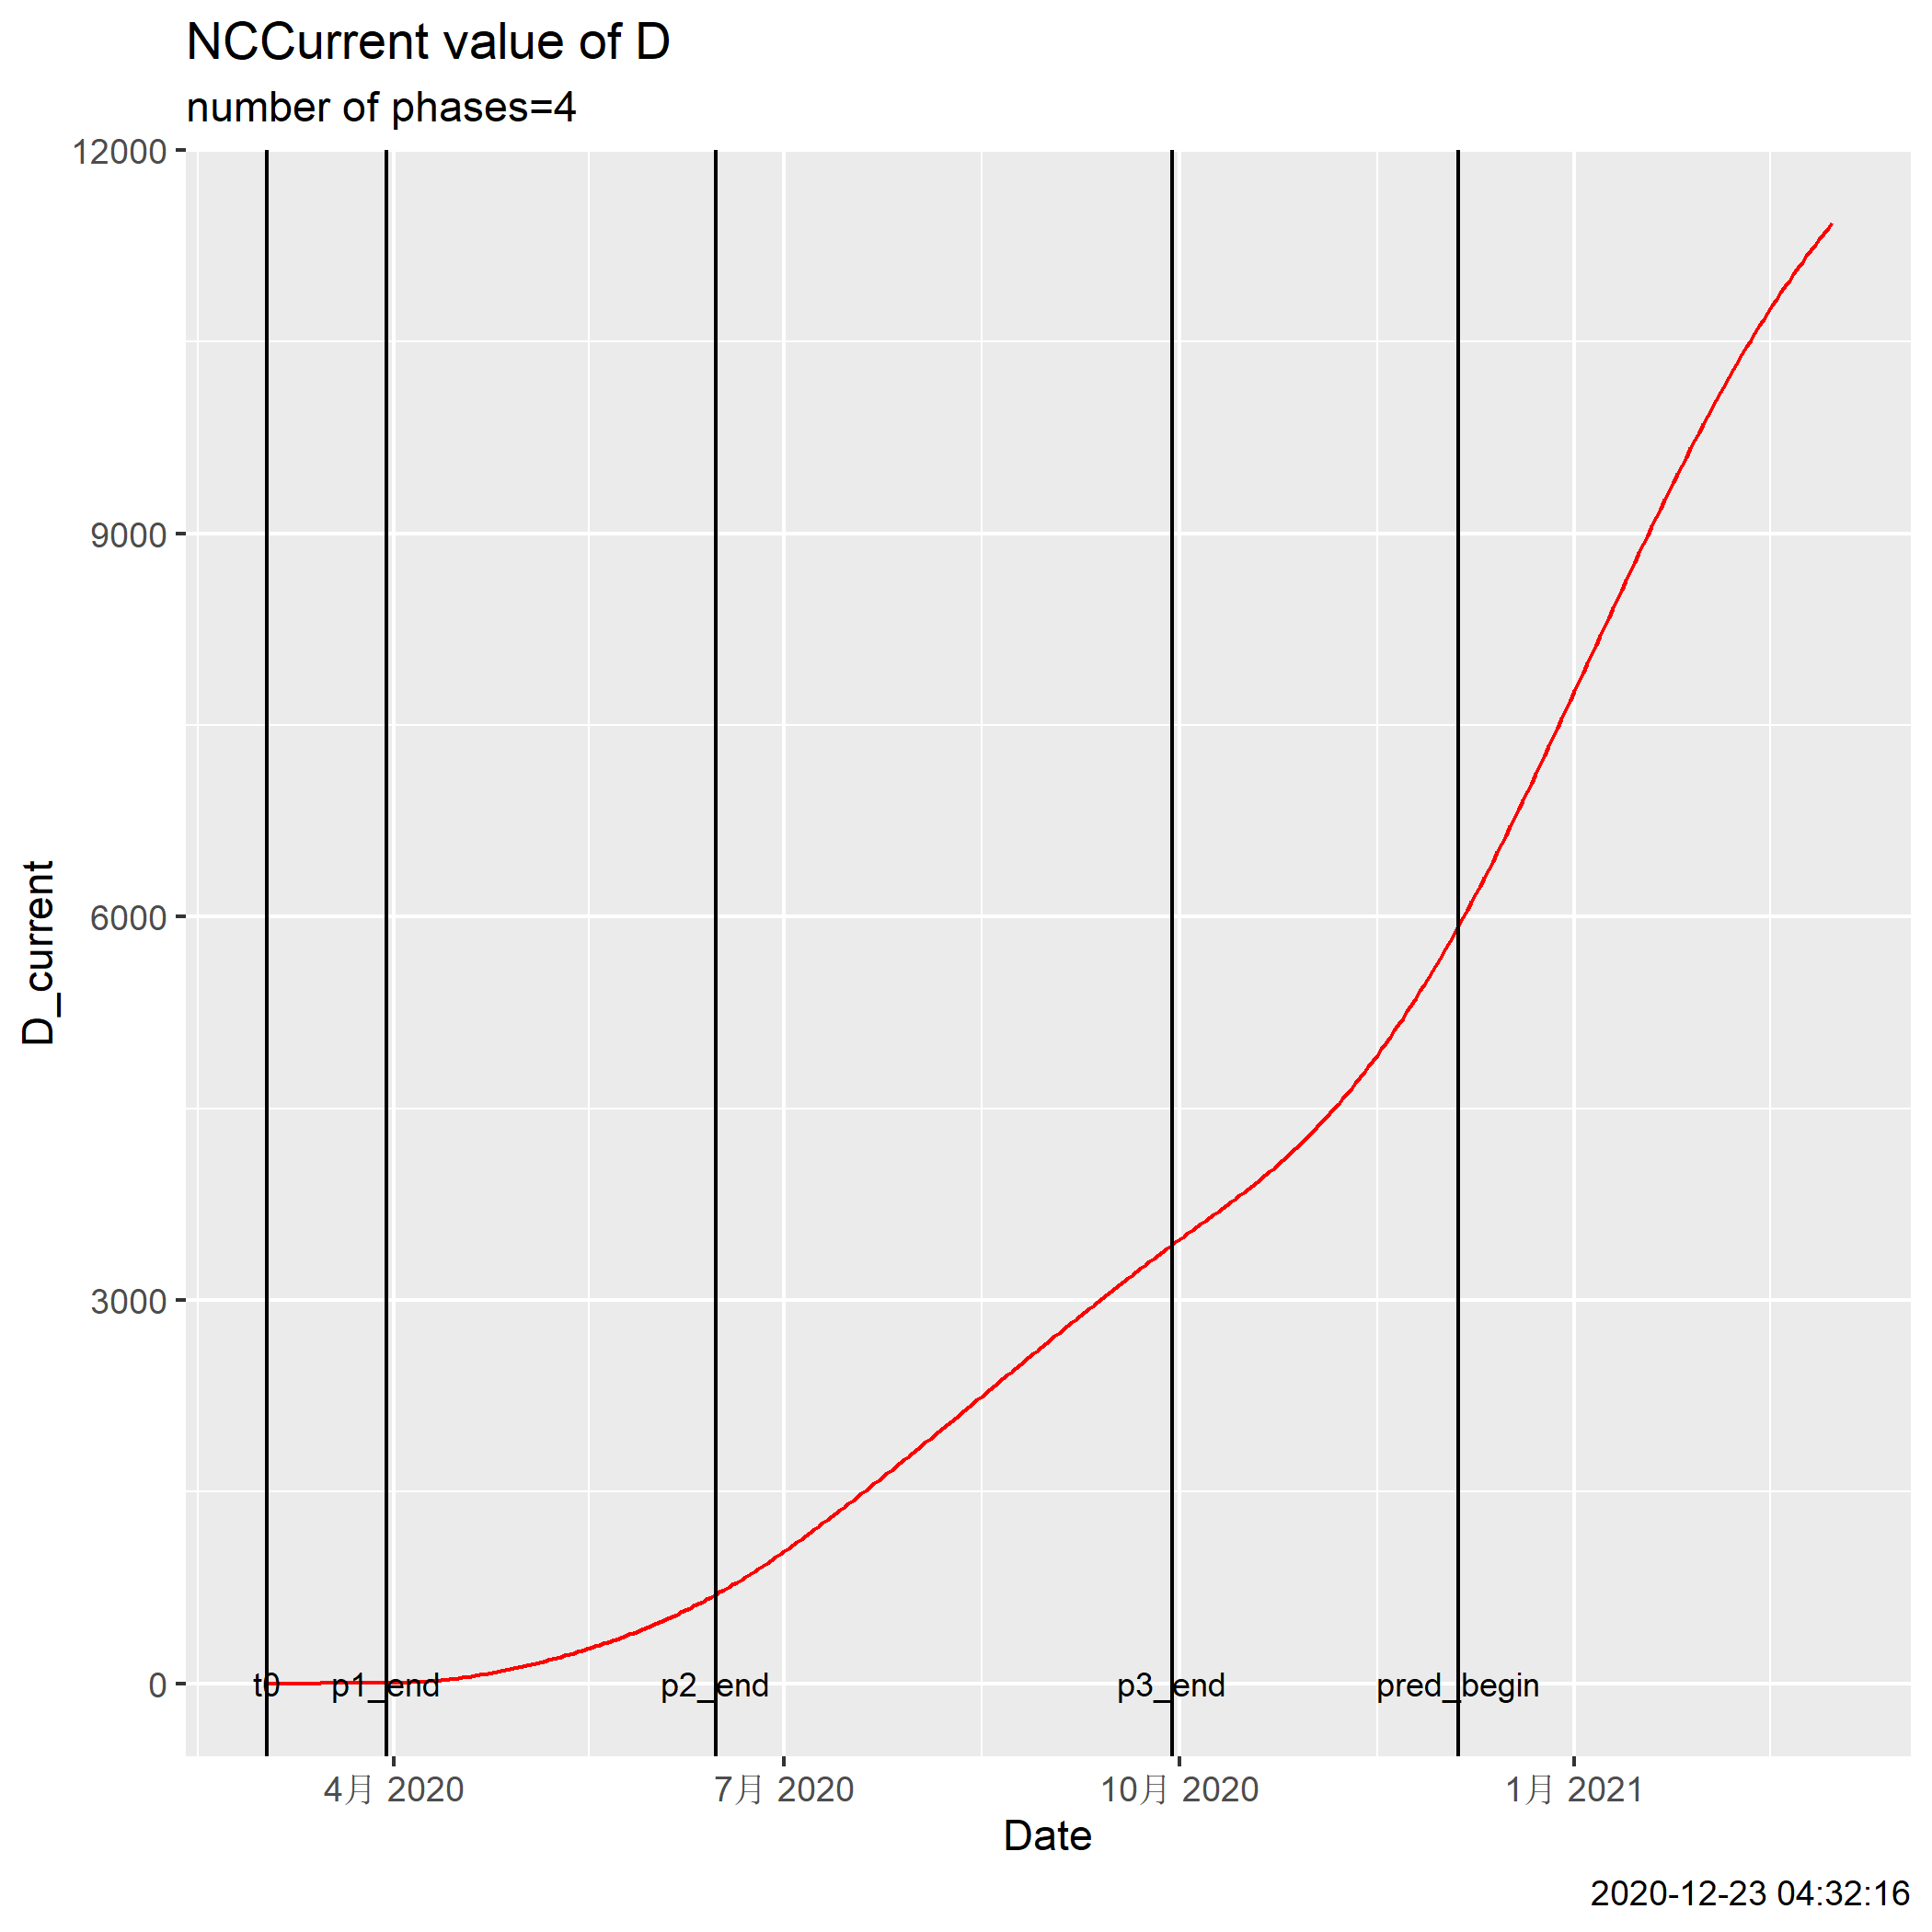 NCCurrent value of D
number of phases=4
12000
9000
6000
3000
0
D_current
t0
p1_end
p2_end
p3_end
pred_begin
4月 2020
7月 2020
10月 2020
1月 2021
Date
2020-12-23 04:32:16